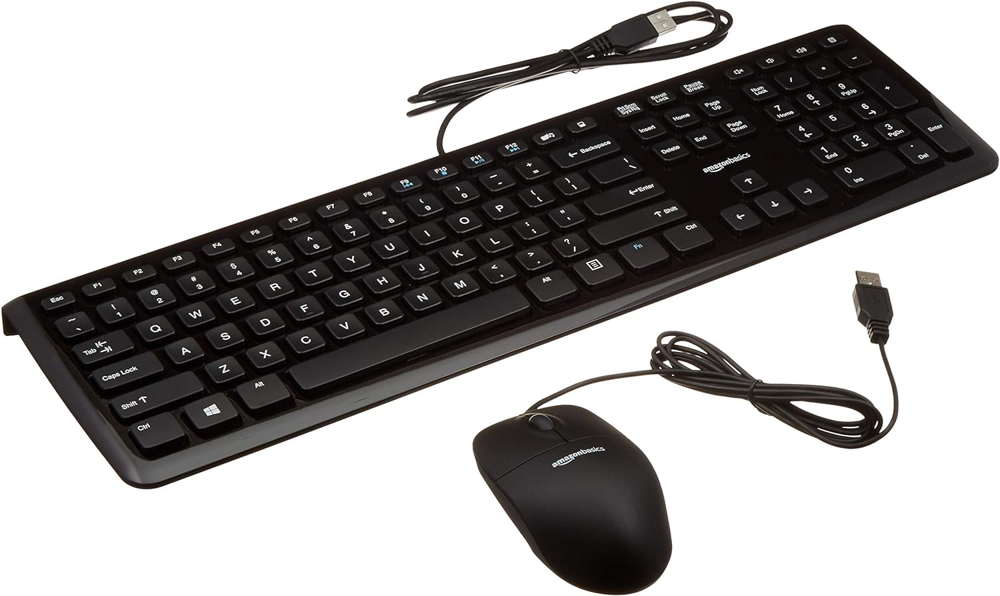 Esc F1 F2 F3 F4 F5 F6 F7 F8 F9 F10 F11 F12
PrtScrn SysRq Scroll Lock Pause Break
~ ` ! 1 @ 2 # 3 $ 4 % 5 ^ 6 & 7 * 8 ( 9 ) 0 _ - + = ← Backspace
Insert Home Page Up
Num Lock / * -
Tab Q W E R T Y U I O P { [ } ] | \
Delete End Page Down
7 Home 8 ↑ 9 PgUp +
Caps Lock A S D F G H J K L : ; " ' ↵ Enter
amazonbasics
4 ← 5 6 →
Shift ↑ Z X C V B N M < , > . ? / ↑ Shift
↑
1 End 2 ↓ 3 PgDn Enter
Ctrl Alt Alt Fn Ctrl
← ↓ →
0 Ins . Del
amazonbasics